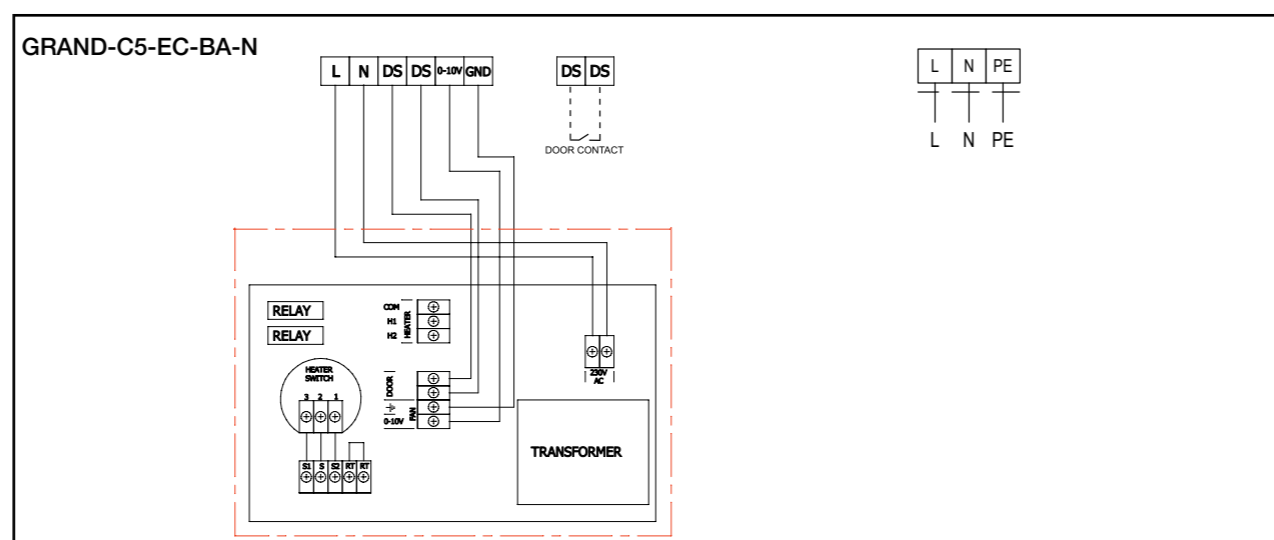 GRAND-C5-EC-BA-N
L N DS DS 0-10V GND
DS DS
DOOR CONTACT
L N PE
L N PE
RELAY
RELAY
COM
H1
H2
HEATER
HEATER
SWITCH
3 2 1
S1 S S2 RT RT
DOOR
FAN
0-10V
230V
AC
TRANSFORMER